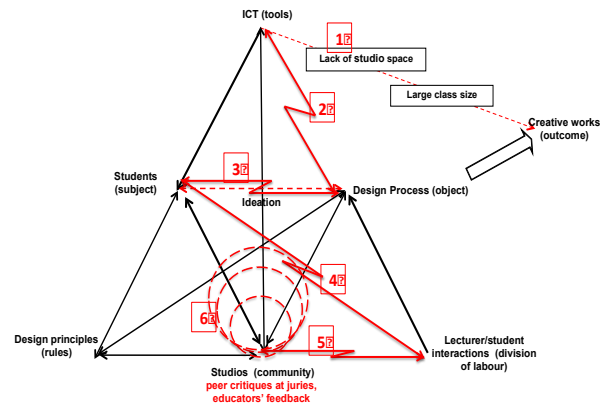 ICT (tools)
1⍰
Lack of studio space
2⍰
Large class size
Creative works
(outcome)
3⍰
Students
(subject)
Ideation
Design Process (object)
4⍰
6⍰
5⍰
Design principles
(rules)
Lecturer/student
interactions (division
of labour)
Studios (community)
peer critiques at juries,
educators' feedback